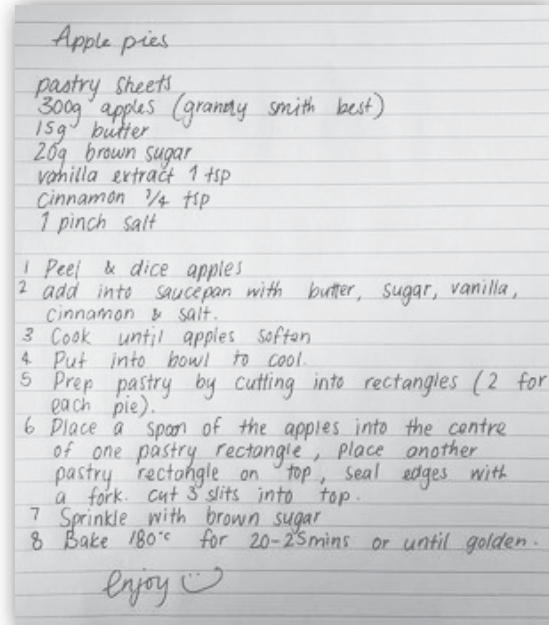 Apple pies
pastry sheets
300g apples (granny smith best)
15g butter
20g brown sugar
vanilla extract 1 tsp
cinnamon 3/4 tsp
1 pinch salt
1 Peel & dice apples
2 add into saucepan with butter, sugar, vanilla,
cinnamon & salt.
3 Cook until apples soften
4 Put into bowl to cool.
5 Prep pastry by cutting into rectangles (2 for
each pie).
6 Place a spoon of the apples into the centre
of one pastry rectangle, place another
pastry rectangle on top, seal edges with
a fork. cut 3 slits into top.
7 Sprinkle with brown sugar
8 Bake 180°c for 20-25mins or until golden.
enjoy